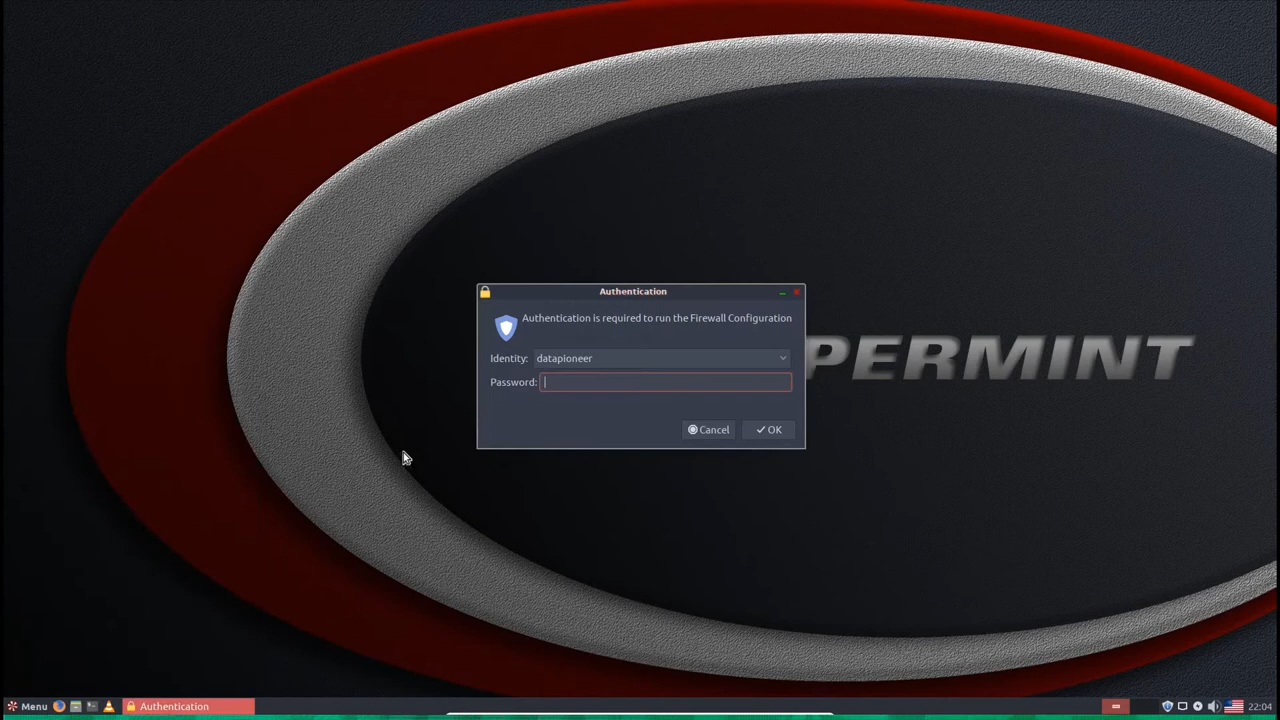 Authentication
Authentication is required to run the Firewall Configuration
Identity: datapioneer
PERMINT
Password:
Cancel OK
Menu Authentication 22:04